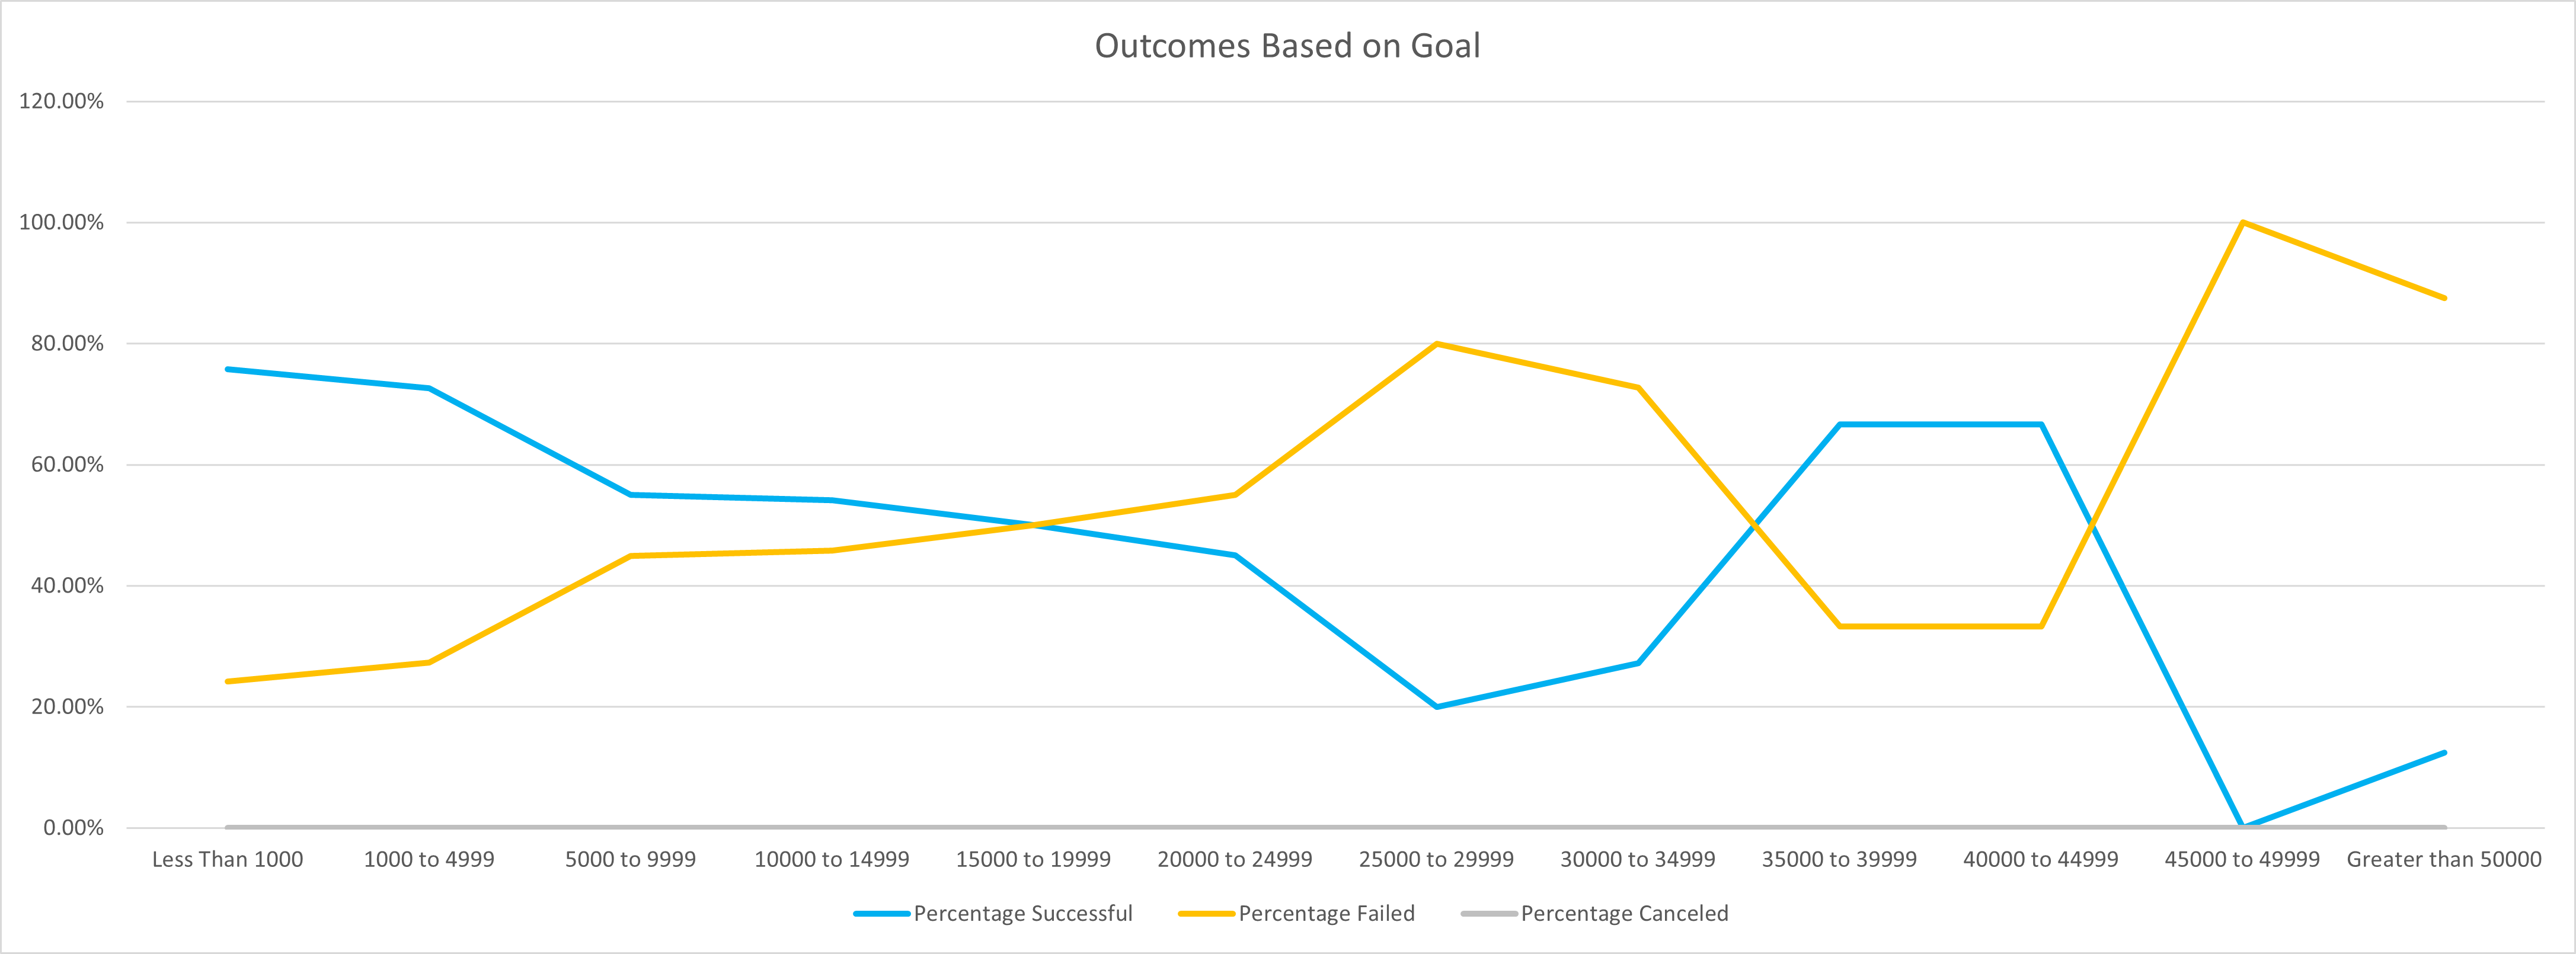 Outcomes Based on Goal
120.00%
100.00%
80.00%
60.00%
40.00%
20.00%
0.00%
Less Than 1000 1000 to 4999 5000 to 9999 10000 to 14999 15000 to 19999 20000 to 24999 25000 to 29999 30000 to 34999 35000 to 39999 40000 to 44999 45000 to 49999 Greater than 50000
Percentage Successful Percentage Failed Percentage Canceled